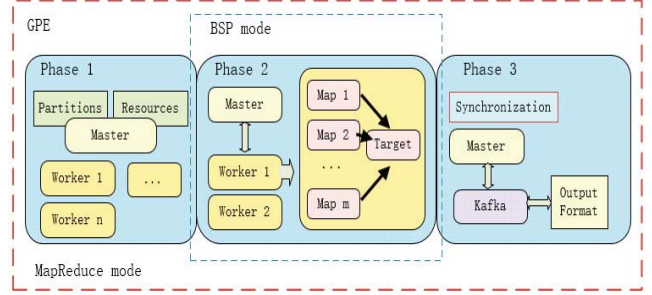 GPE
BSP mode
Phase 1
Partitions
Resources
Master
Worker 1
...
Worker n
Phase 2
Master
Worker 1
Worker 2
Map 1
Map 2
...
Map m
Target
Phase 3
Synchronization
Master
Kafka
Output
Format
MapReduce mode